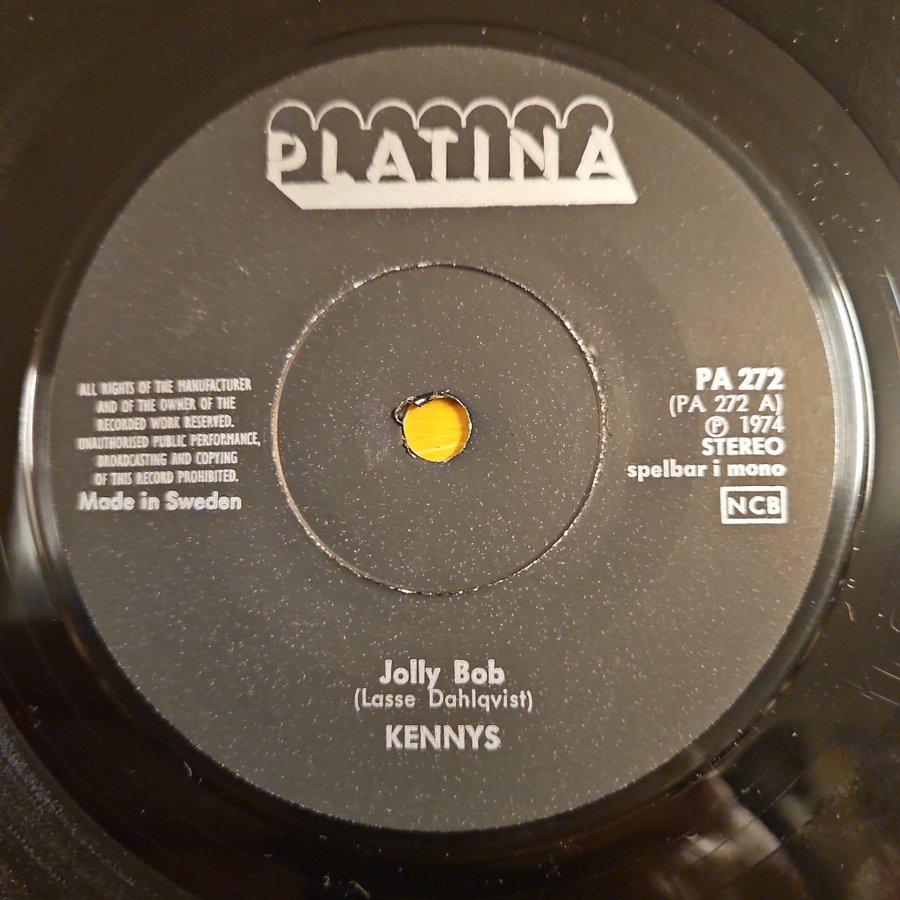 PLATINA
ALL RIGHTS OF THE MANUFACTURER
AND OF THE OWNER OF THE
RECORDED WORK RESERVED.
UNAUTHORISED PUBLIC PERFORMANCE,
BROADCASTING AND COPYING
OF THIS RECORD PROHIBITED.
Made in Sweden
PA 272
(PA 272 A)
Ⓟ 1974
STEREO
spelbar i mono
NCB
Jolly Bob
(Lasse Dahlqvist)
KENNYS